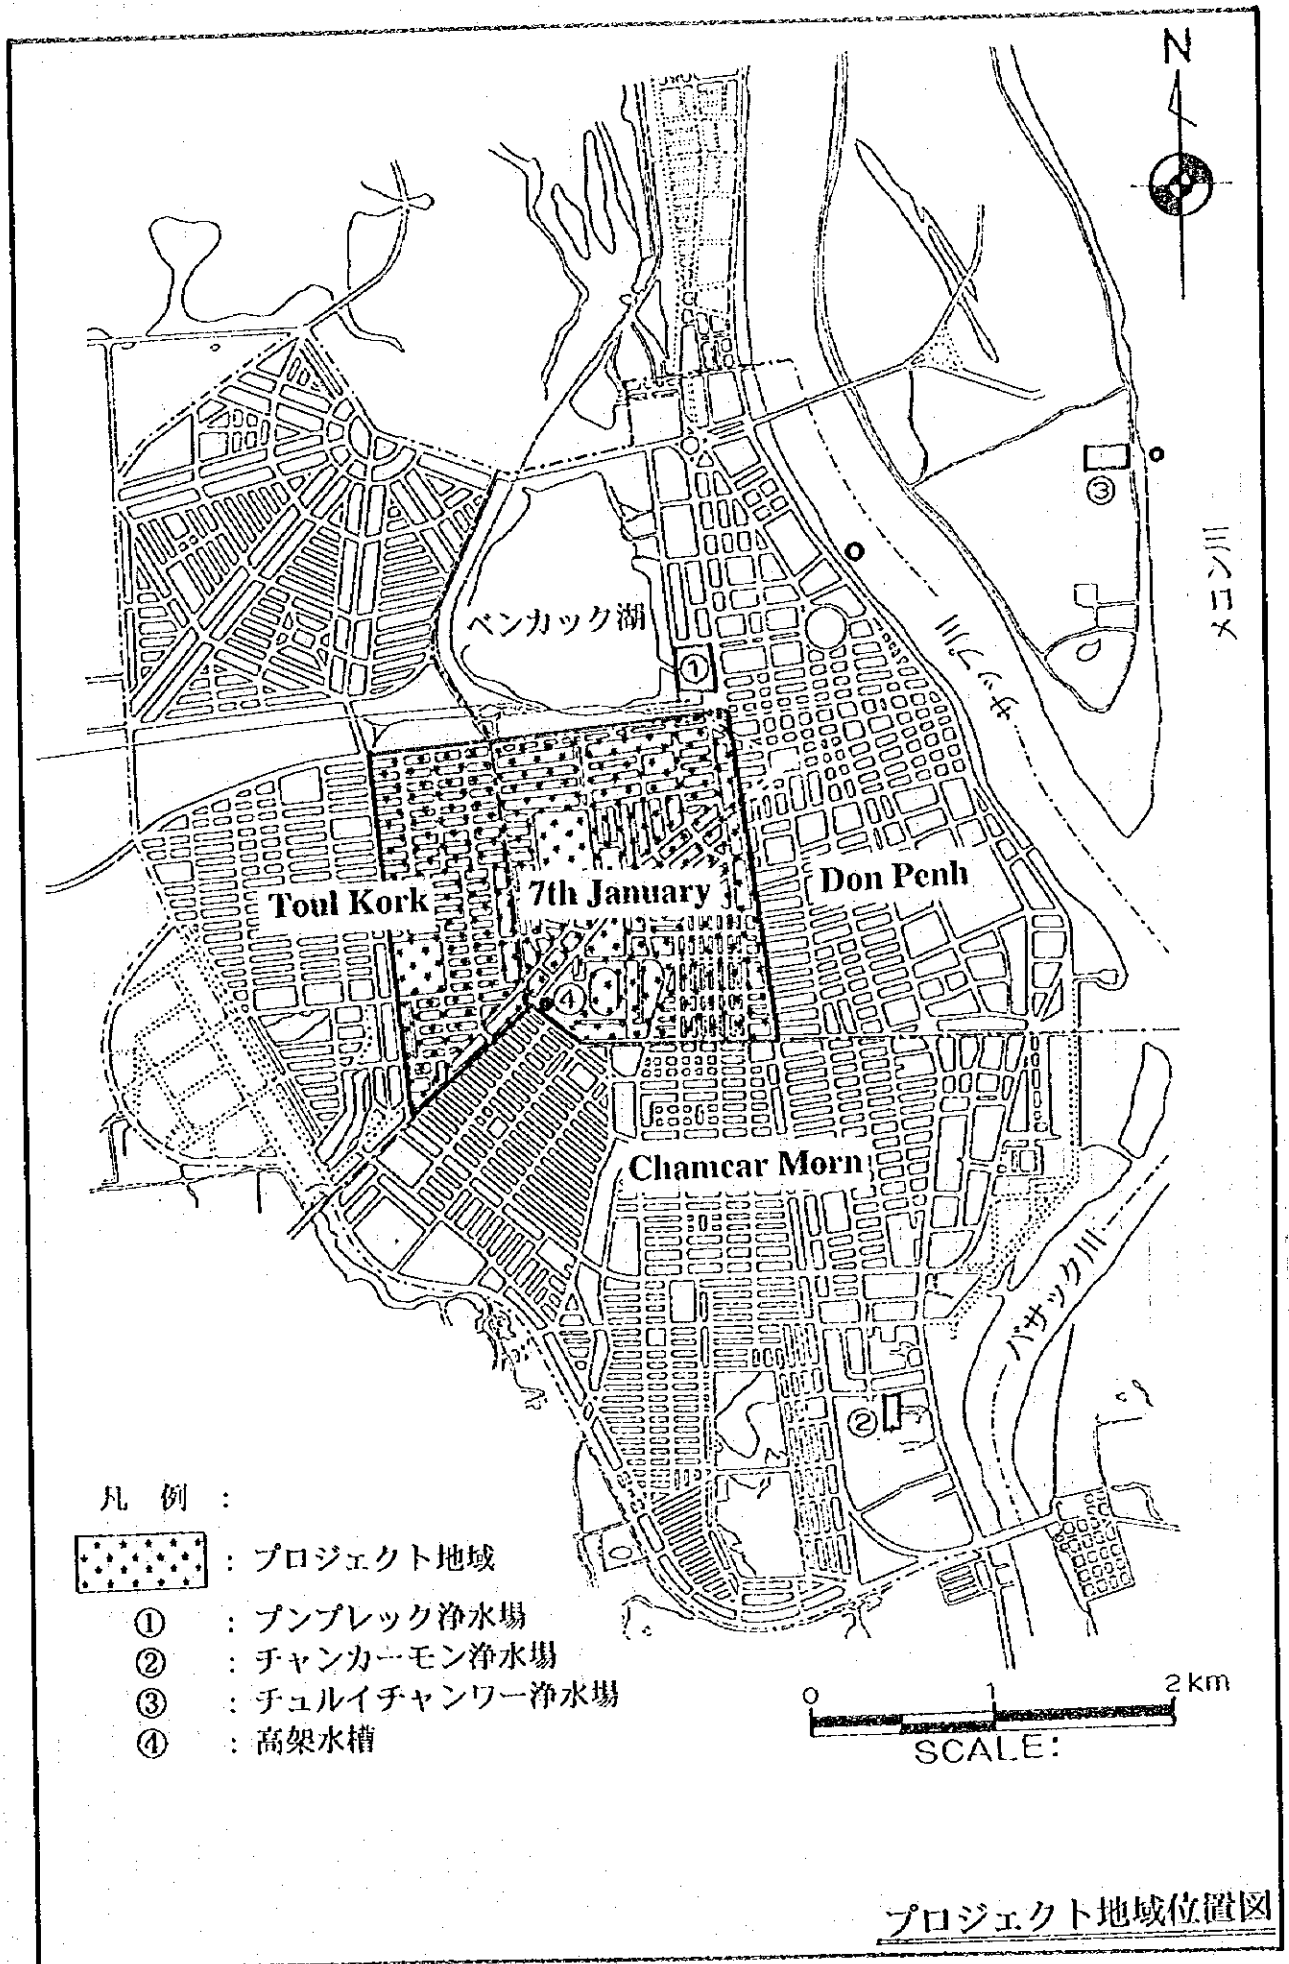 N
③
メコン川
ベンカック湖
①
サップ川
Toul Kork
7th January
Don Penh
④
Chamcar Morn
バサック川
②
凡 例 :
: プロジェクト地域
① : プンプレック浄水場
② : チャンカーモン浄水場
③ : チュルイチャンワー浄水場
④ :高架水槽
0 1 2 km
SCALE:
プロジェクト地域位置図